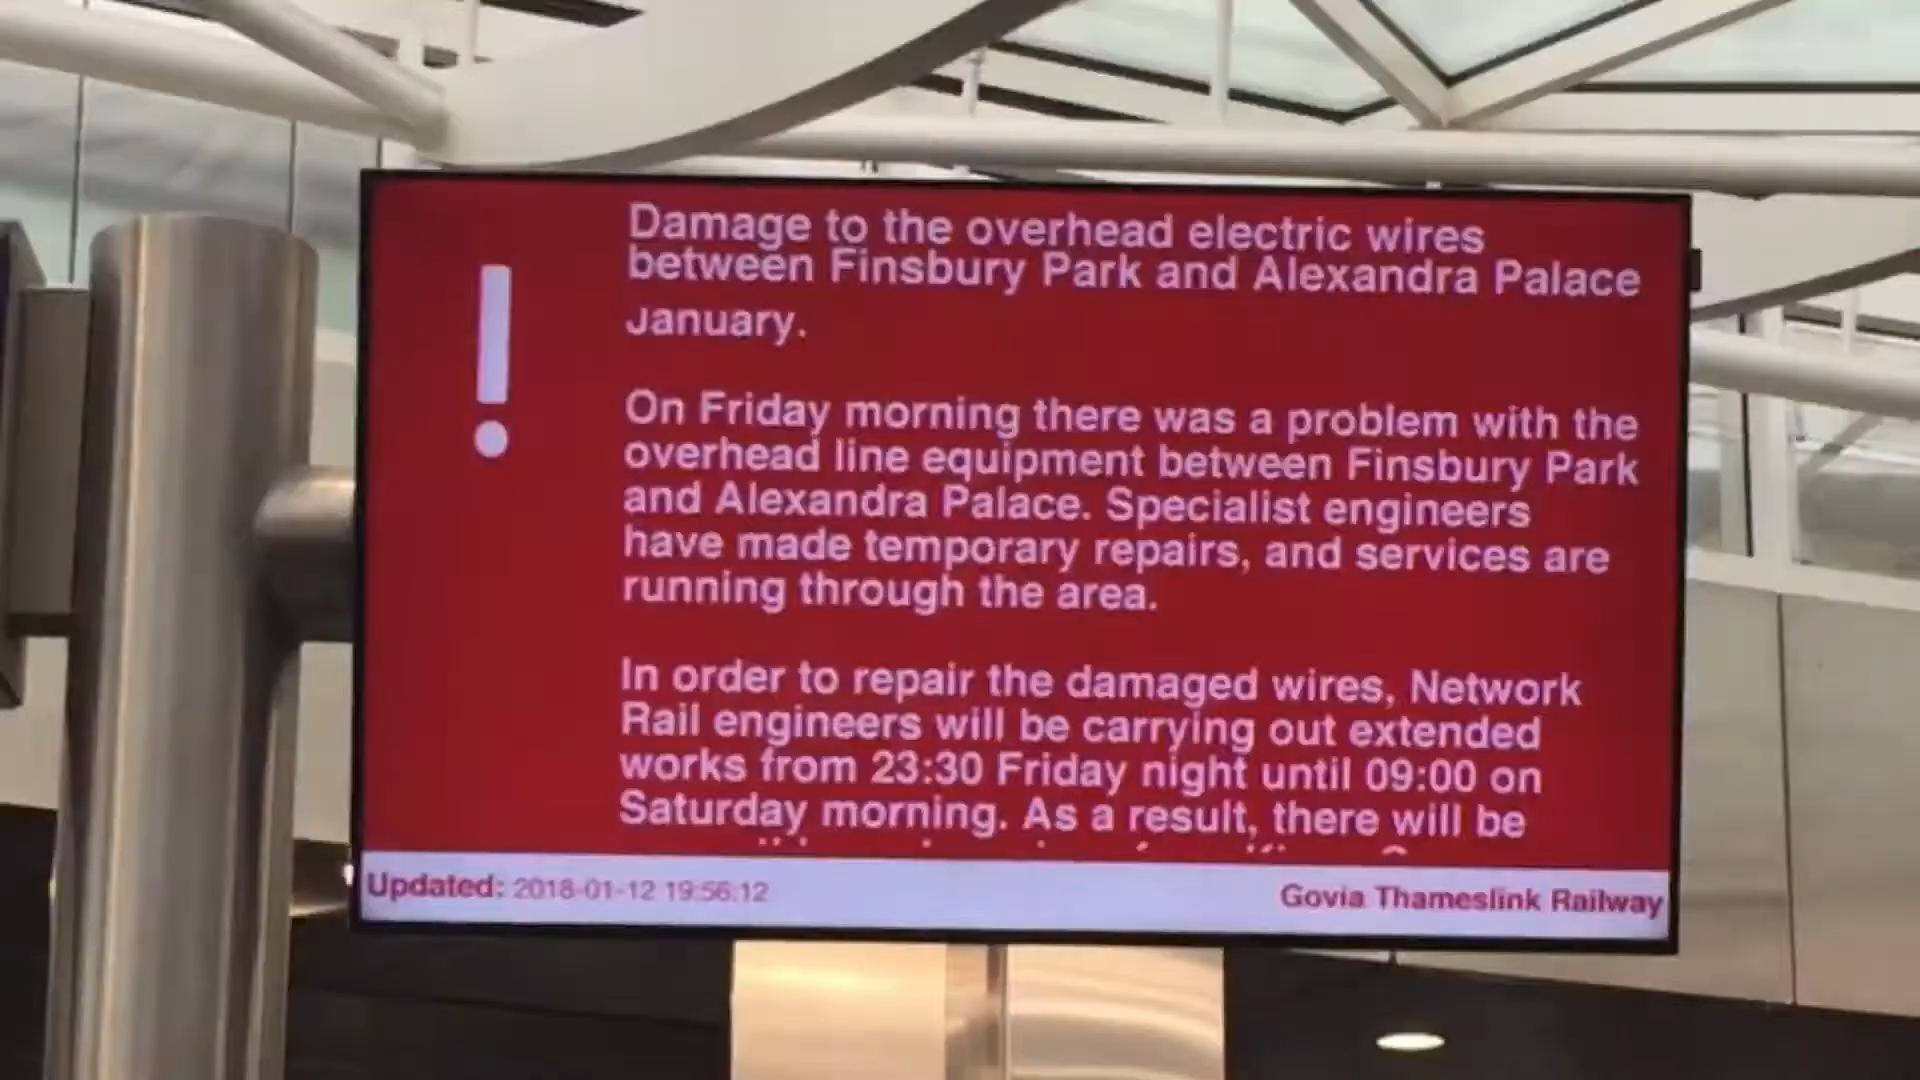 Damage to the overhead electric wires
between Finsbury Park and Alexandra Palace
January.
On Friday morning there was a problem with the
overhead line equipment between Finsbury Park
and Alexandra Palace. Specialist engineers
have made temporary repairs, and services are
running through the area.
In order to repair the damaged wires, Network
Rail engineers will be carrying out extended
works from 23:30 Friday night until 09:00 on
Saturday morning. As a result, there will be
Updated: 2018-01-12 19:56:12
Govia Thameslink Railway